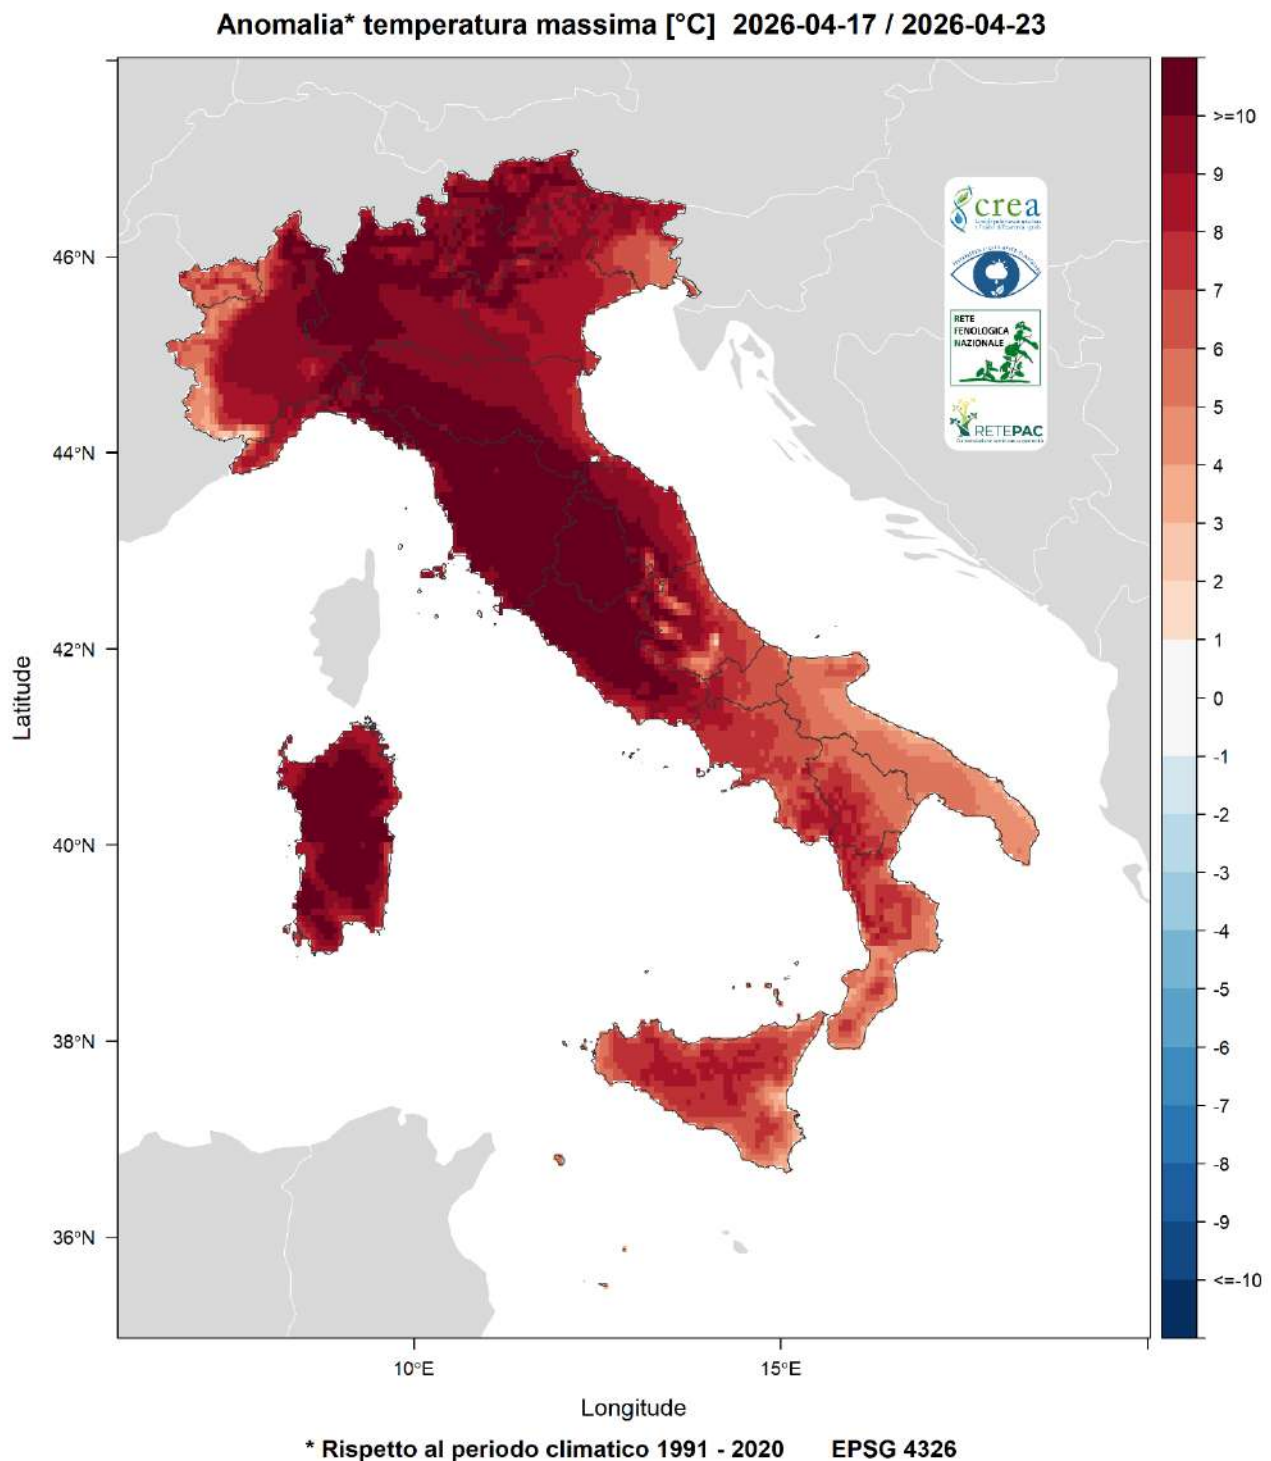 Anomalia* temperatura massima [°C] 2026-04-17 / 2026-04-23
>=10
9
8
7
6
5
4
3
2
1
0
-1
-2
-3
-4
-5
-6
-7
-8
-9
<=-10
crea
RETE
FENOLOGICA
NAZIONALE
RETEPAC
46°N
44°N
42°N
40°N
38°N
36°N
Latitude
10°E
15°E
Longitude
* Rispetto al periodo climatico 1991 - 2020 EPSG 4326